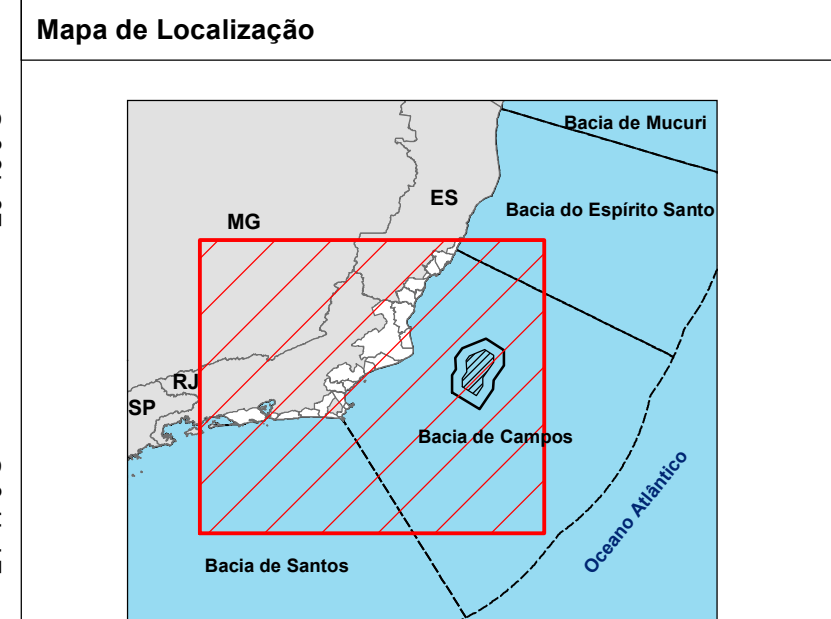 Mapa de Localização
Bacia de Mucuri
ES
Bacia do Espírito Santo
MG
RJ
SP
Bacia de Campos
Oceano Atlântico
Bacia de Santos